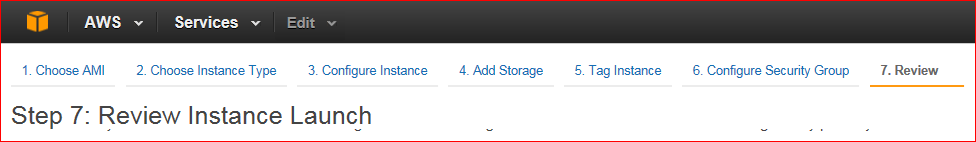 AWS Services Edit
1. Choose AMI 2. Choose Instance Type 3. Configure Instance 4. Add Storage 5. Tag Instance 6. Configure Security Group 7. Review
Step 7: Review Instance Launch